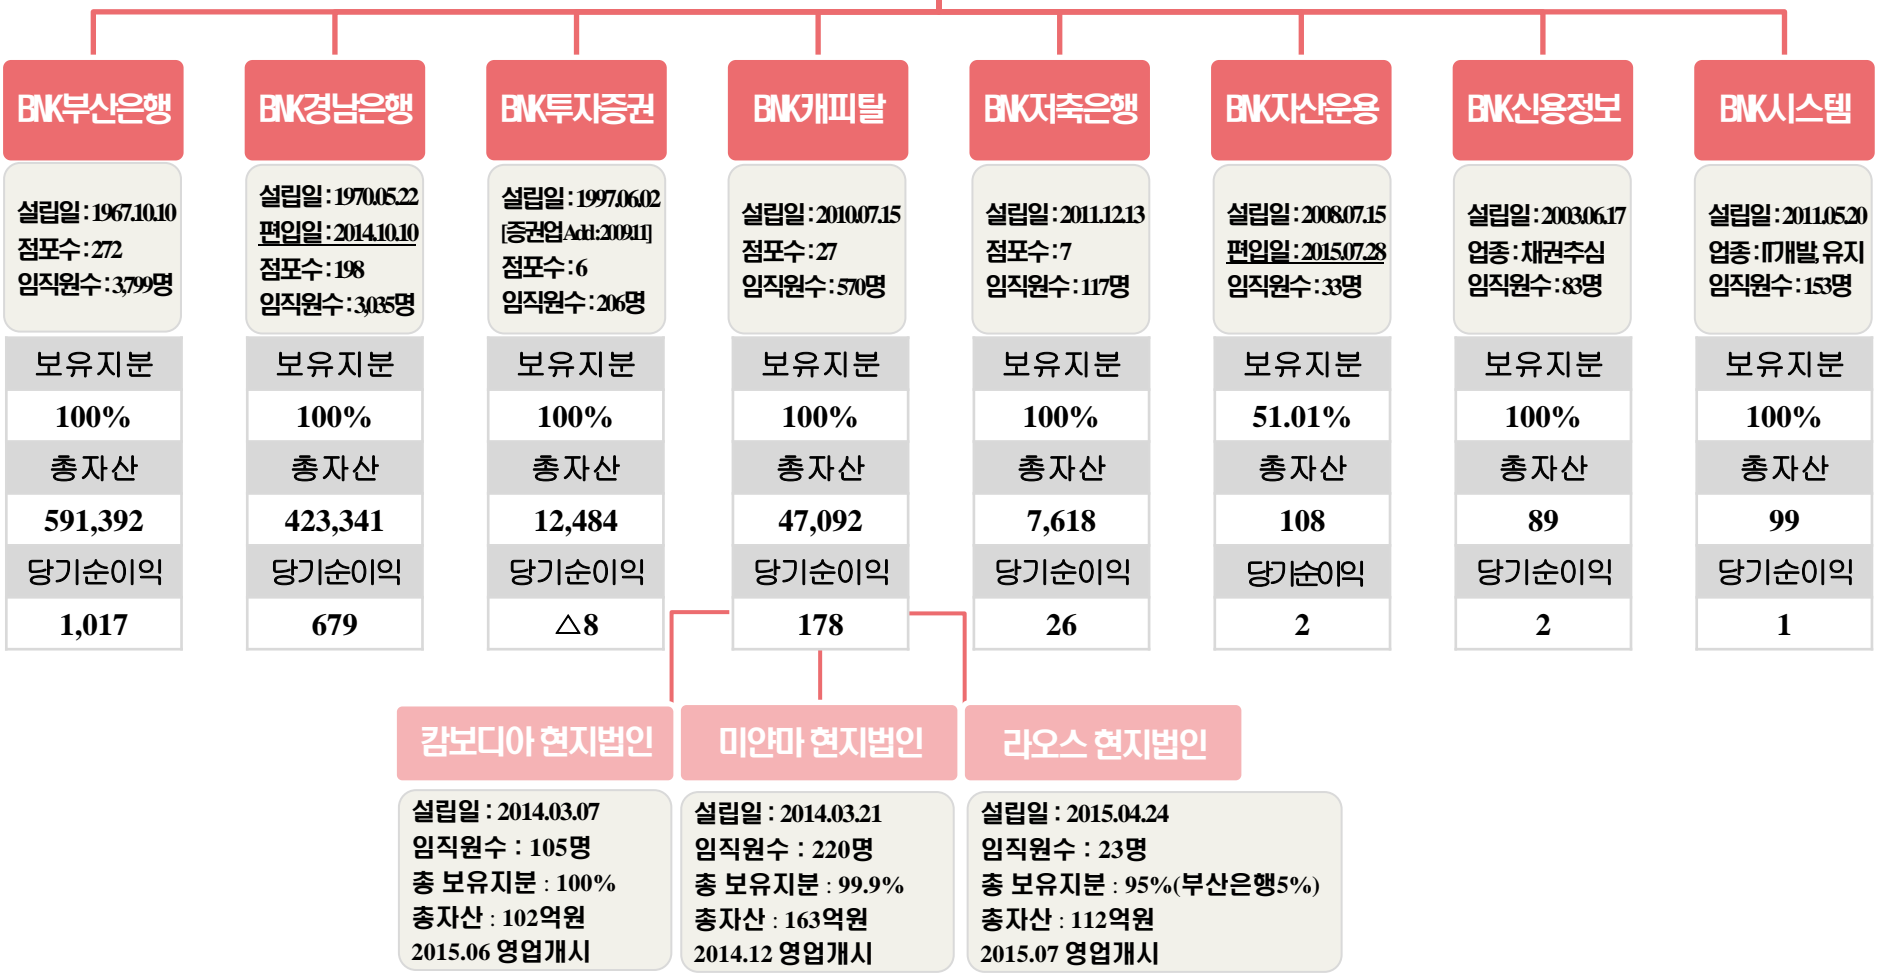 BNK부산은행
설립일 : 1967.10.10
점포수 : 272
임직원수 : 3,799명
보유지분
100%
총자산
591,392
당기순이익
1,017
BNK경남은행
설립일 : 1970.05.22
편입일 : 2014.10.10
점포수 : 198
임직원수 : 3,035명
보유지분
100%
총자산
423,341
당기순이익
679
BNK투자증권
설립일 : 1997.06.02
[증권업 Add : 2009.11]
점포수 : 6
임직원수 : 206명
보유지분
100%
총자산
12,484
당기순이익
△8
BNK캐피탈
설립일 : 2010.07.15
점포수 : 27
임직원수 : 570명
보유지분
100%
총자산
47,092
당기순이익
178
BNK저축은행
설립일 : 2011.12.13
점포수 : 7
임직원수 : 117명
보유지분
100%
총자산
7,618
당기순이익
26
BNK자산운용
설립일 : 2008.07.15
편입일 : 2015.07.28
임직원수 : 33명
보유지분
51.01%
총자산
108
당기순이익
2
BNK신용정보
설립일 : 2003.06.17
업종 : 채권추심
임직원수 : 83명
보유지분
100%
총자산
89
당기순이익
2
BNK시스템
설립일 : 2011.05.20
업종 : IT개발, 유지
임직원수 : 153명
보유지분
100%
총자산
99
당기순이익
1
캄보디아 현지법인
설립일 : 2014.03.07
임직원수 : 105명
총 보유지분 : 100%
총자산 : 102억원
2015.06 영업개시
미얀마 현지법인
설립일 : 2014.03.21
임직원수 : 220명
총 보유지분 : 99.9%
총자산 : 163억원
2014.12 영업개시
라오스 현지법인
설립일 : 2015.04.24
임직원수 : 23명
총 보유지분 : 95%(부산은행5%)
총자산 : 112억원
2015.07 영업개시